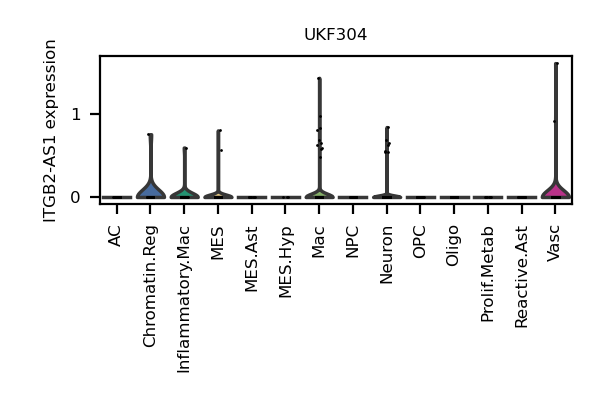 UKF304
ITGB2-AS1 expression
1
0
AC
Chromatin.Reg
Inflammatory.Mac
MES
MES.Ast
MES.Hyp
Mac
NPC
Neuron
OPC
Oligo
Prolif.Metab
Reactive.Ast
Vasc